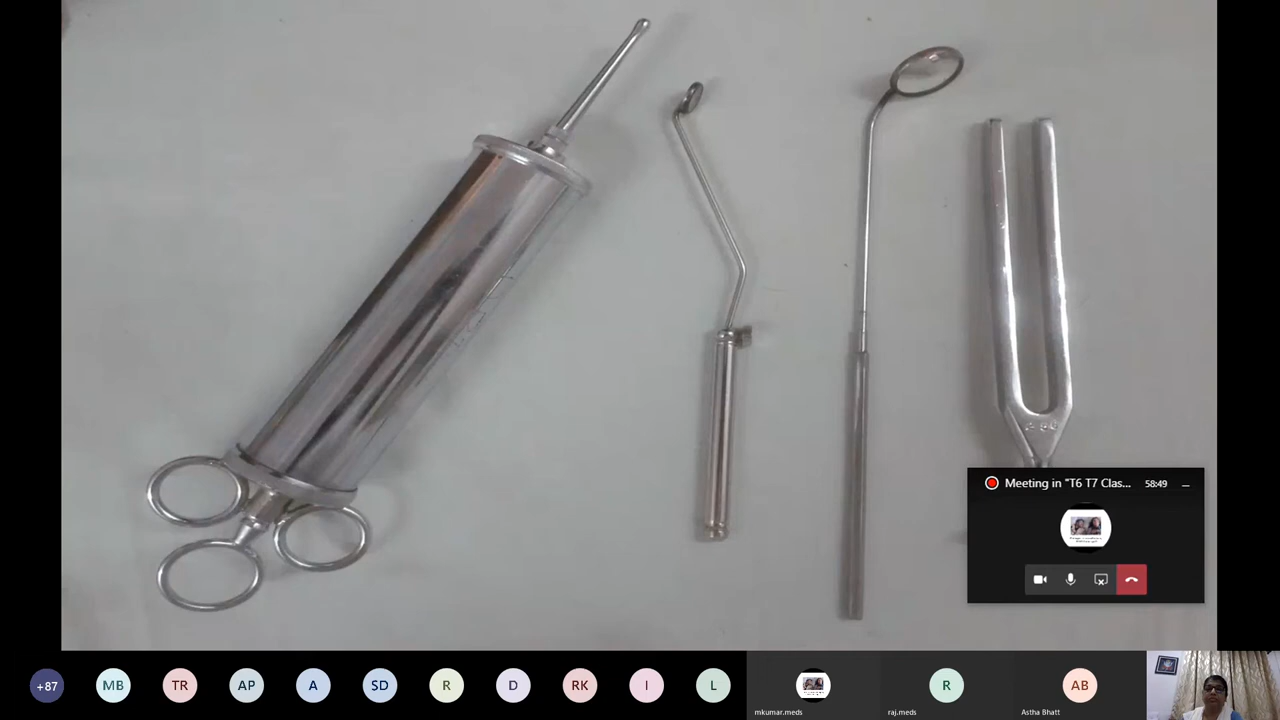 Meeting in "T6 T7 Clas... 58:49
+87 MB TR AP A SD R D RK I L R AB
mkumar.meds raj.meds Astha Bhatt